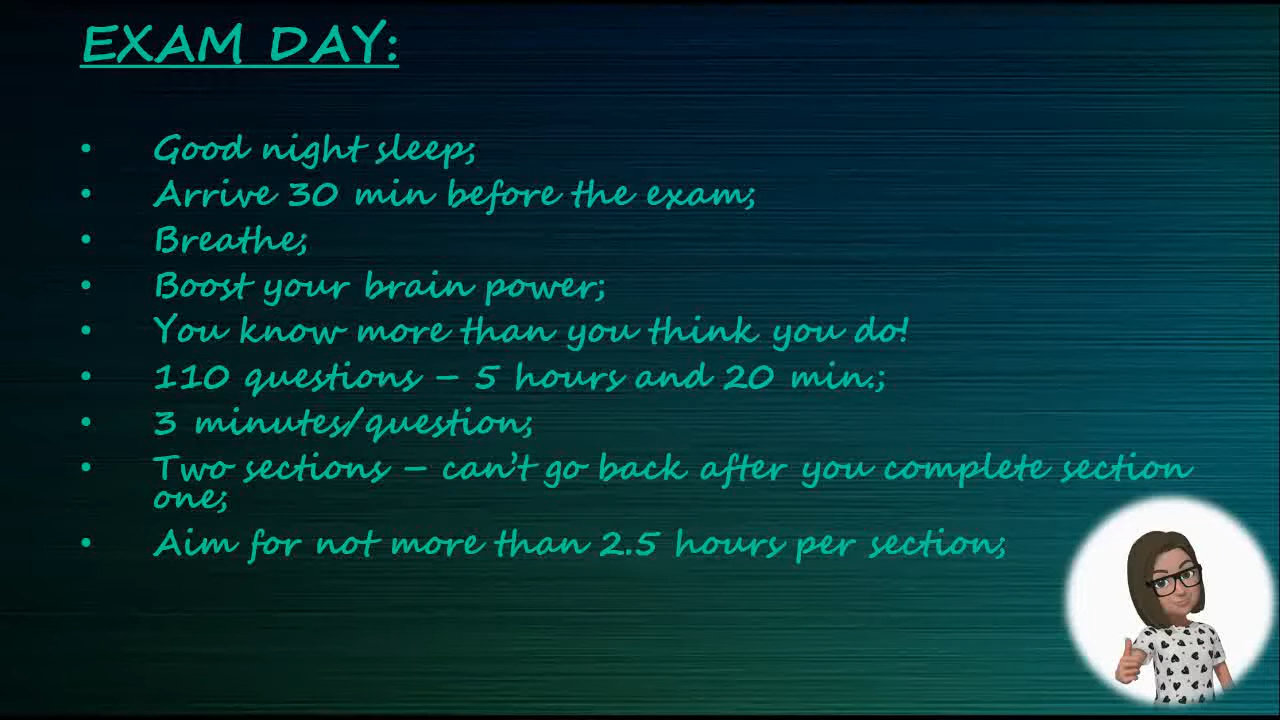 EXAM DAY:
• Good night sleep;
• Arrive 30 min before the exam;
• Breathe;
• Boost your brain power;
• You know more than you think you do!
• 110 questions – 5 hours and 20 min.;
• 3 minutes/question;
• Two sections – can't go back after you complete section
one;
• Aim for not more than 2.5 hours per section;